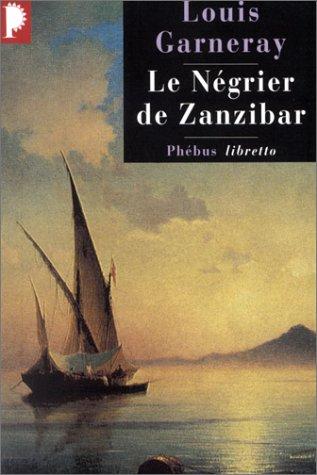 Louis
Garneray
Le Négrier
de Zanzibar
Phébus libretto